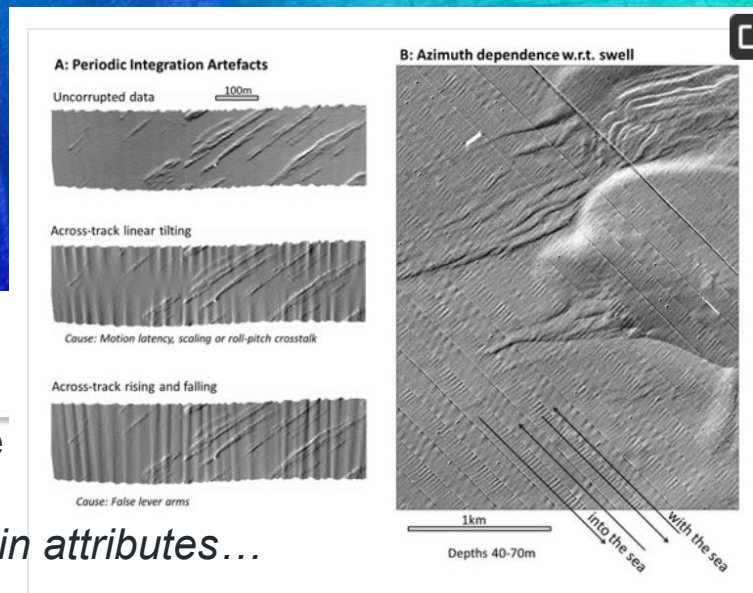 A: Periodic Integration Artefacts
Uncorrupted data
100m
Across-track linear tilting
Cause: Motion latency, scaling or roll-pitch crosstalk
Across-track rising and falling
Cause: False lever arms
B: Azimuth dependence w.r.t. swell
1km
Depths 40-70m
into the sea
with the sea
in attributes…